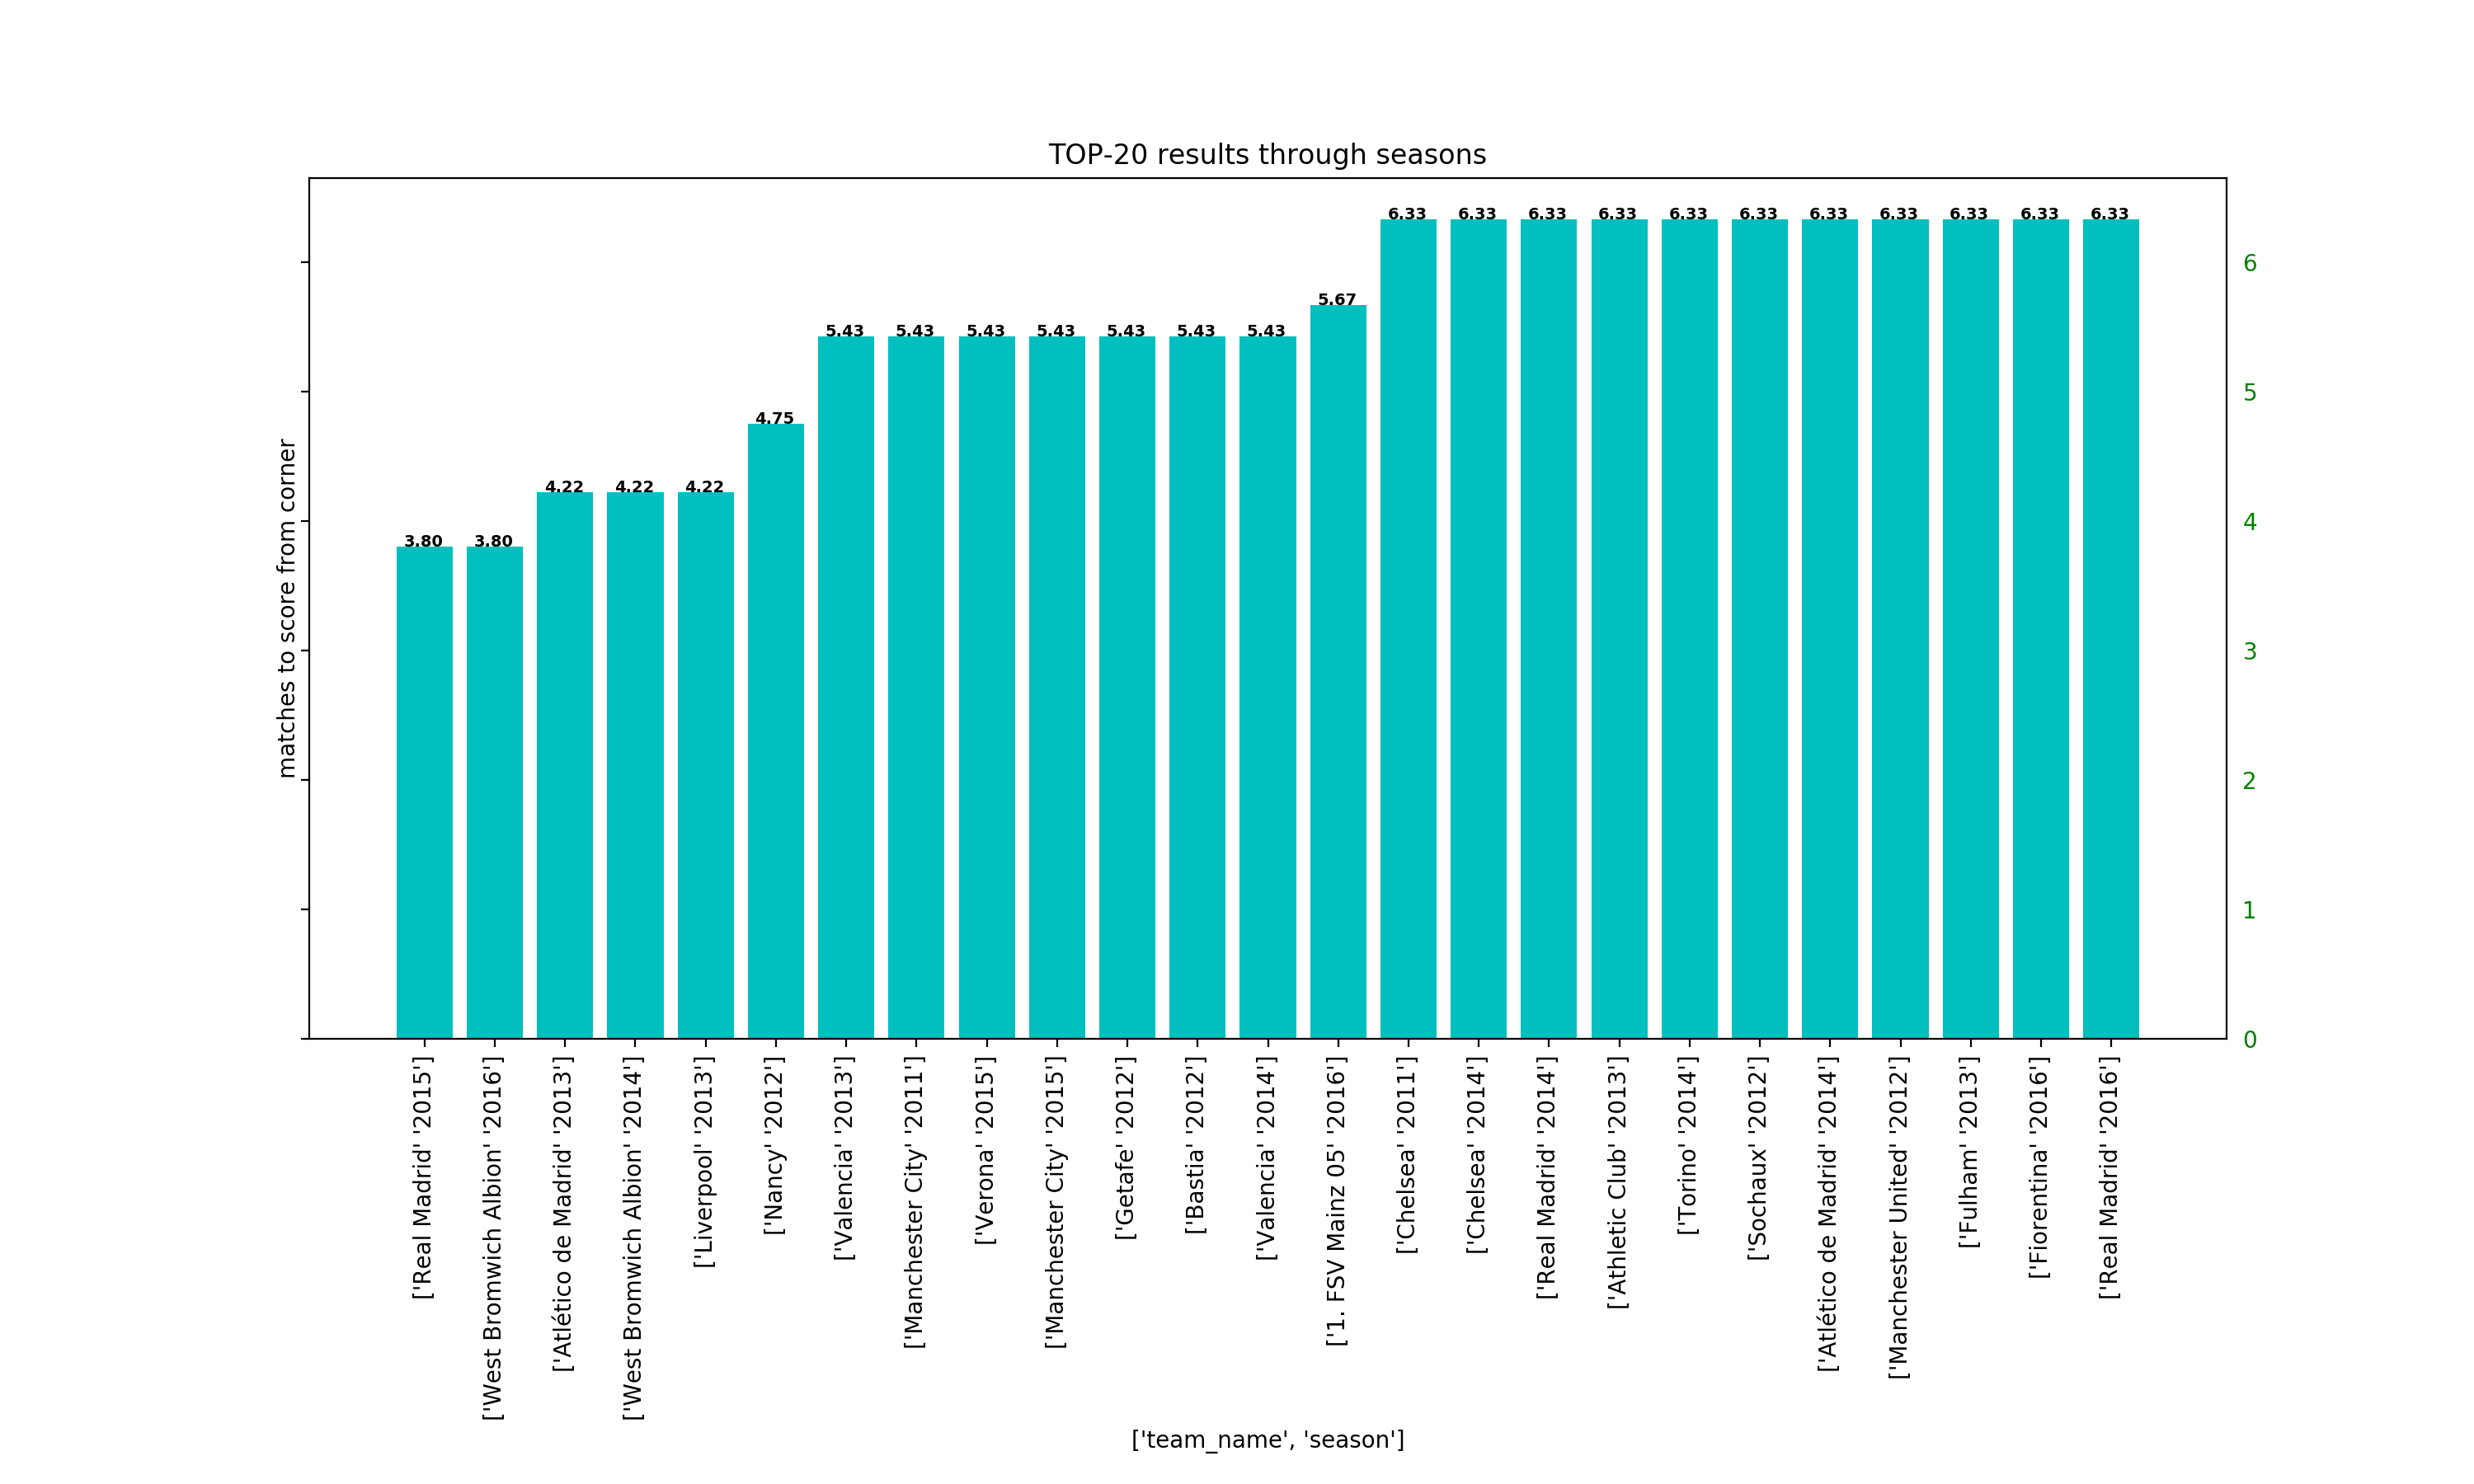 TOP-20 results through seasons
matches to score from corner
3.80
3.80
4.22
4.22
4.22
4.75
5.43
5.43
5.43
5.43
5.43
5.43
5.43
5.67
6.33
6.33
6.33
6.33
6.33
6.33
6.33
6.33
6.33
6.33
6.33
6
5
4
3
2
1
0
['Real Madrid' '2015']
['West Bromwich Albion' '2016']
['Atlético de Madrid' '2013']
['West Bromwich Albion' '2014']
['Liverpool' '2013']
['Nancy' '2012']
['Valencia' '2013']
['Manchester City' '2011']
['Verona' '2015']
['Manchester City' '2015']
['Getafe' '2012']
['Bastia' '2012']
['Valencia' '2014']
['1. FSV Mainz 05' '2016']
['Chelsea' '2011']
['Chelsea' '2014']
['Real Madrid' '2014']
['Athletic Club' '2013']
['Torino' '2014']
['Sochaux' '2012']
['Atlético de Madrid' '2014']
['Manchester United' '2012']
['Fulham' '2013']
['Fiorentina' '2016']
['Real Madrid' '2016']
['team_name', 'season']